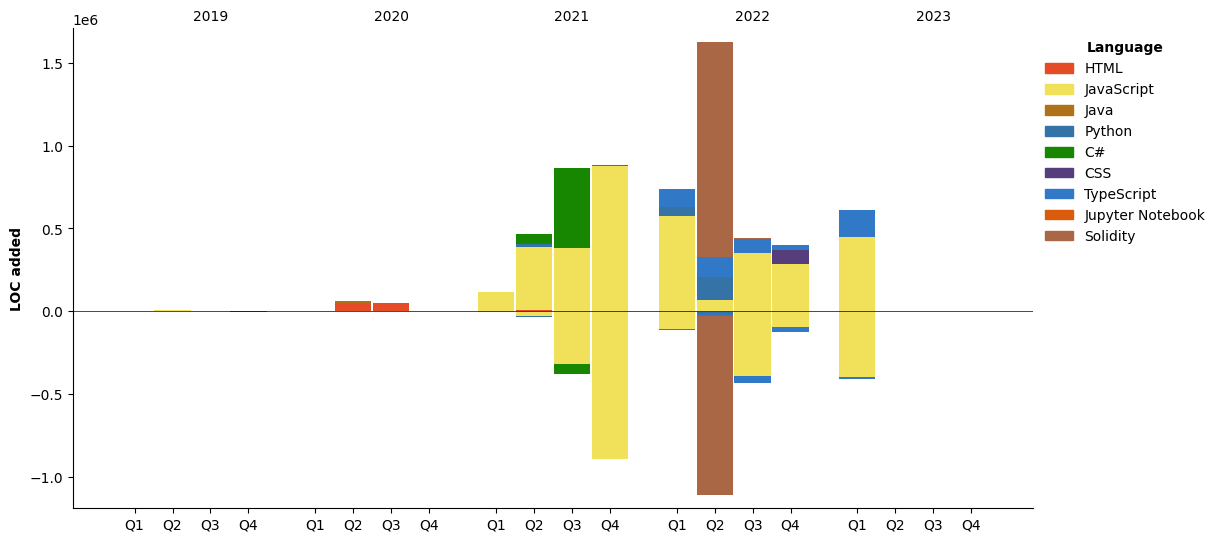 2019 2020 2021 2022 2023
1e6
1.5
1.0
0.5
0.0
−0.5
−1.0
LOC added
Q1 Q2 Q3 Q4 Q1 Q2 Q3 Q4 Q1 Q2 Q3 Q4 Q1 Q2 Q3 Q4 Q1 Q2 Q3 Q4
Language
HTML
JavaScript
Java
Python
C#
CSS
TypeScript
Jupyter Notebook
Solidity